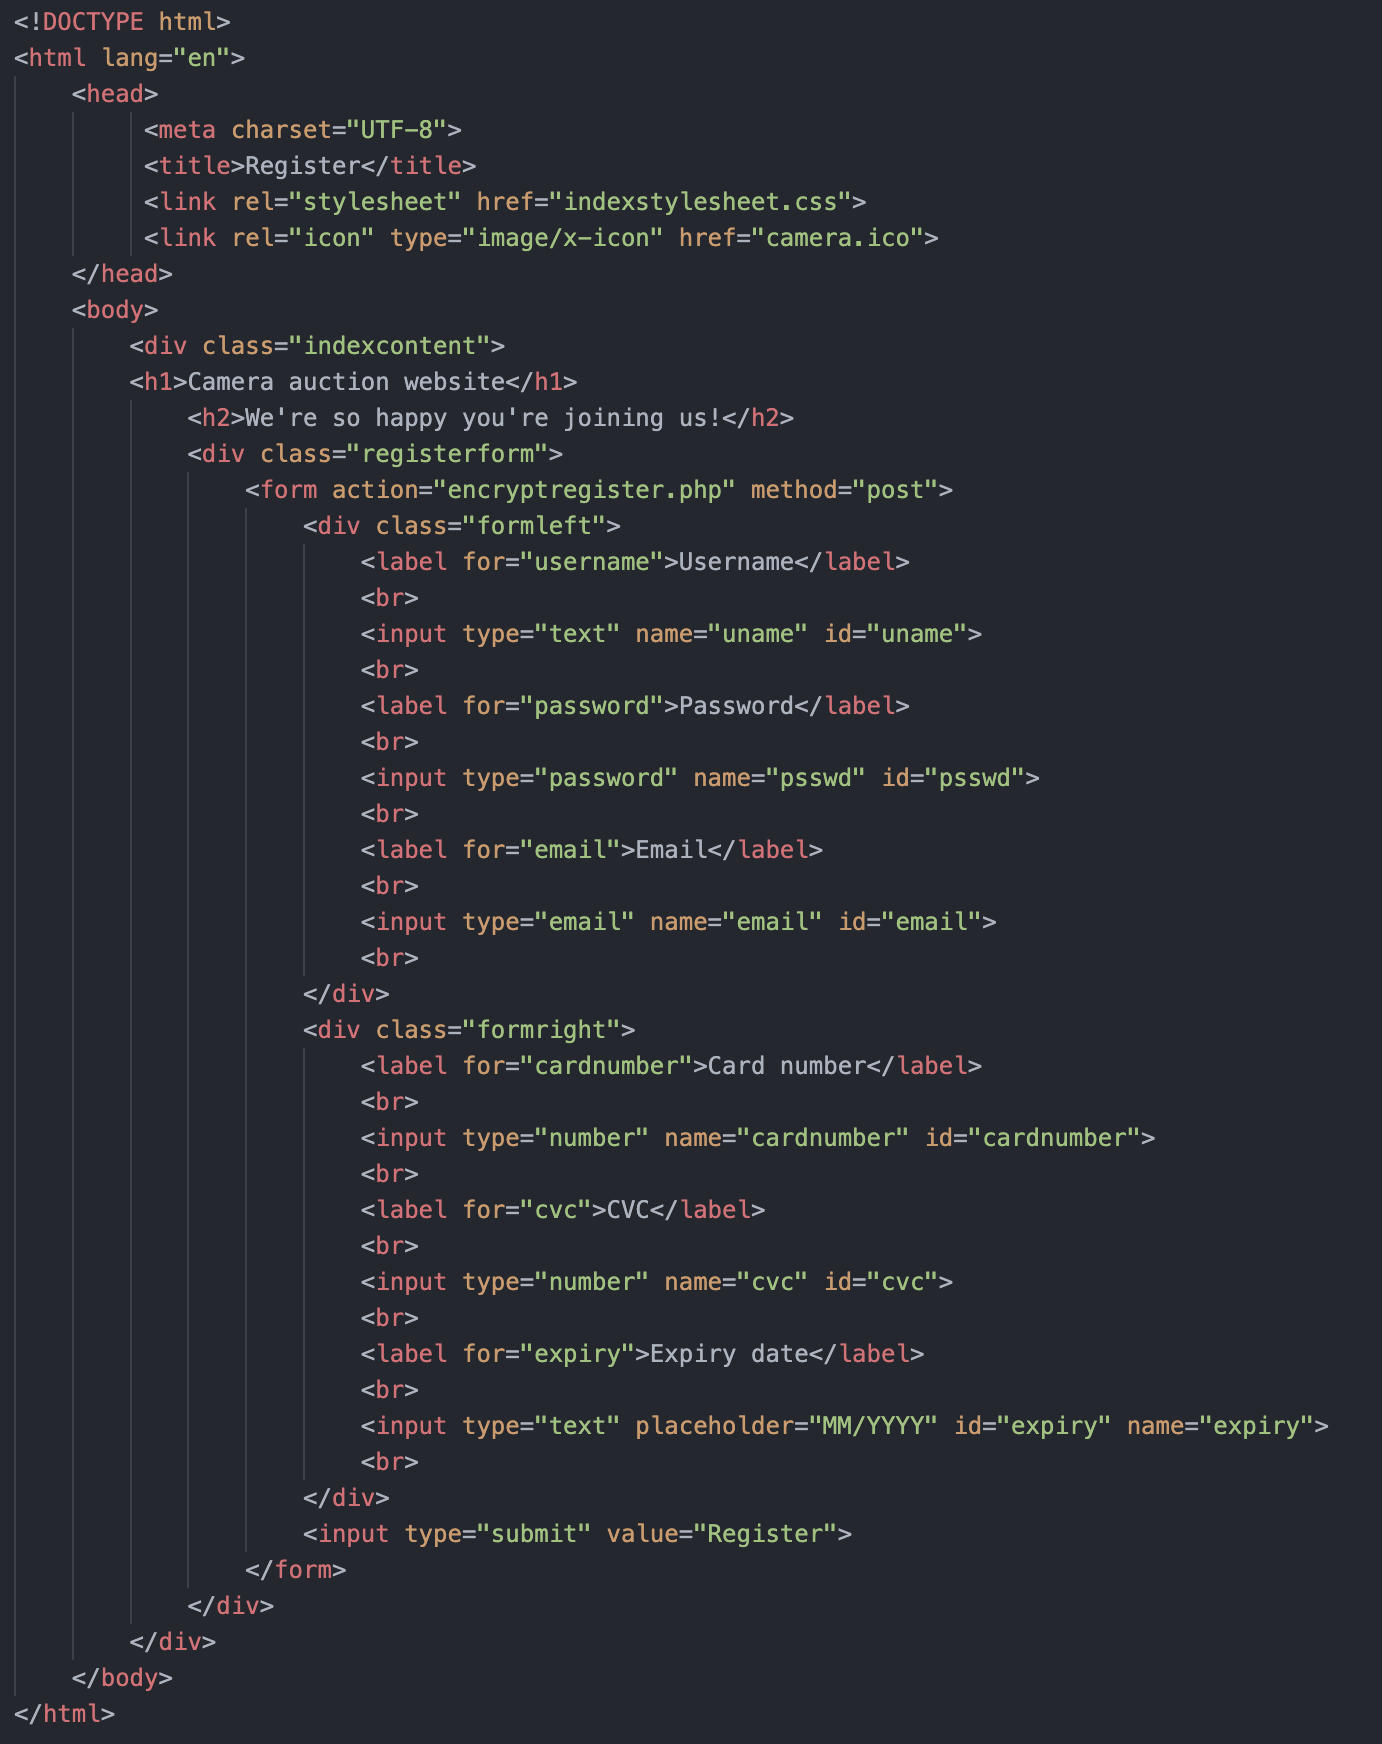 <!DOCTYPE html>
<html lang="en">
    <head>
         <meta charset="UTF-8">
         <title>Register</title>
         <link rel="stylesheet" href="indexstylesheet.css">
         <link rel="icon" type="image/x-icon" href="camera.ico">
    </head>
    <body>
        <div class="indexcontent">
        <h1>Camera auction website</h1>
            <h2>We're so happy you're joining us!</h2>
            <div class="registerform">
                <form action="encryptregister.php" method="post">
                    <div class="formleft">
                        <label for="username">Username</label>
                        <br>
                        <input type="text" name="uname" id="uname">
                        <br>
                        <label for="password">Password</label>
                        <br>
                        <input type="password" name="psswd" id="psswd">
                        <br>
                        <label for="email">Email</label>
                        <br>
                        <input type="email" name="email" id="email">
                        <br>
                    </div>
                    <div class="formright">
                        <label for="cardnumber">Card number</label>
                        <br>
                        <input type="number" name="cardnumber" id="cardnumber">
                        <br>
                        <label for="cvc">CVC</label>
                        <br>
                        <input type="number" name="cvc" id="cvc">
                        <br>
                        <label for="expiry">Expiry date</label>
                        <br>
                        <input type="text" placeholder="MM/YYYY" id="expiry" name="expiry">
                        <br>
                    </div>
                    <input type="submit" value="Register">
                </form>
            </div>
        </div>
    </body>
</html>